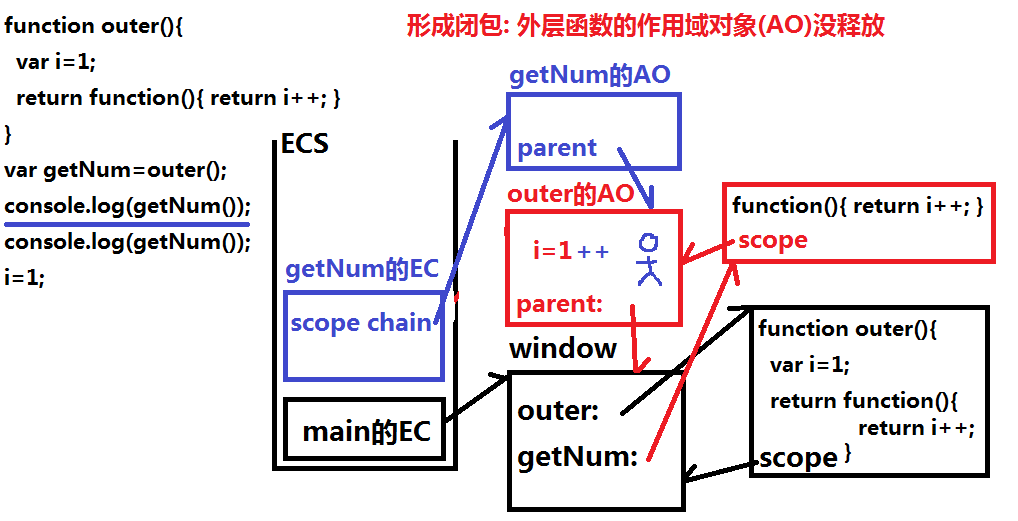 function outer(){
var i=1;
return function(){ return i++; }
}
var getNum=outer();
console.log(getNum());
console.log(getNum());
i=1;
形成闭包: 外层函数的作用域对象(AO)没释放
ECS
getNum的EC
scope chain
main的EC
getNum的AO
parent
outer的AO
i=1++
parent:
window
outer:
getNum:
function(){ return i++; }
scope
function outer(){
var i=1;
return function(){
return i++;
}
scope